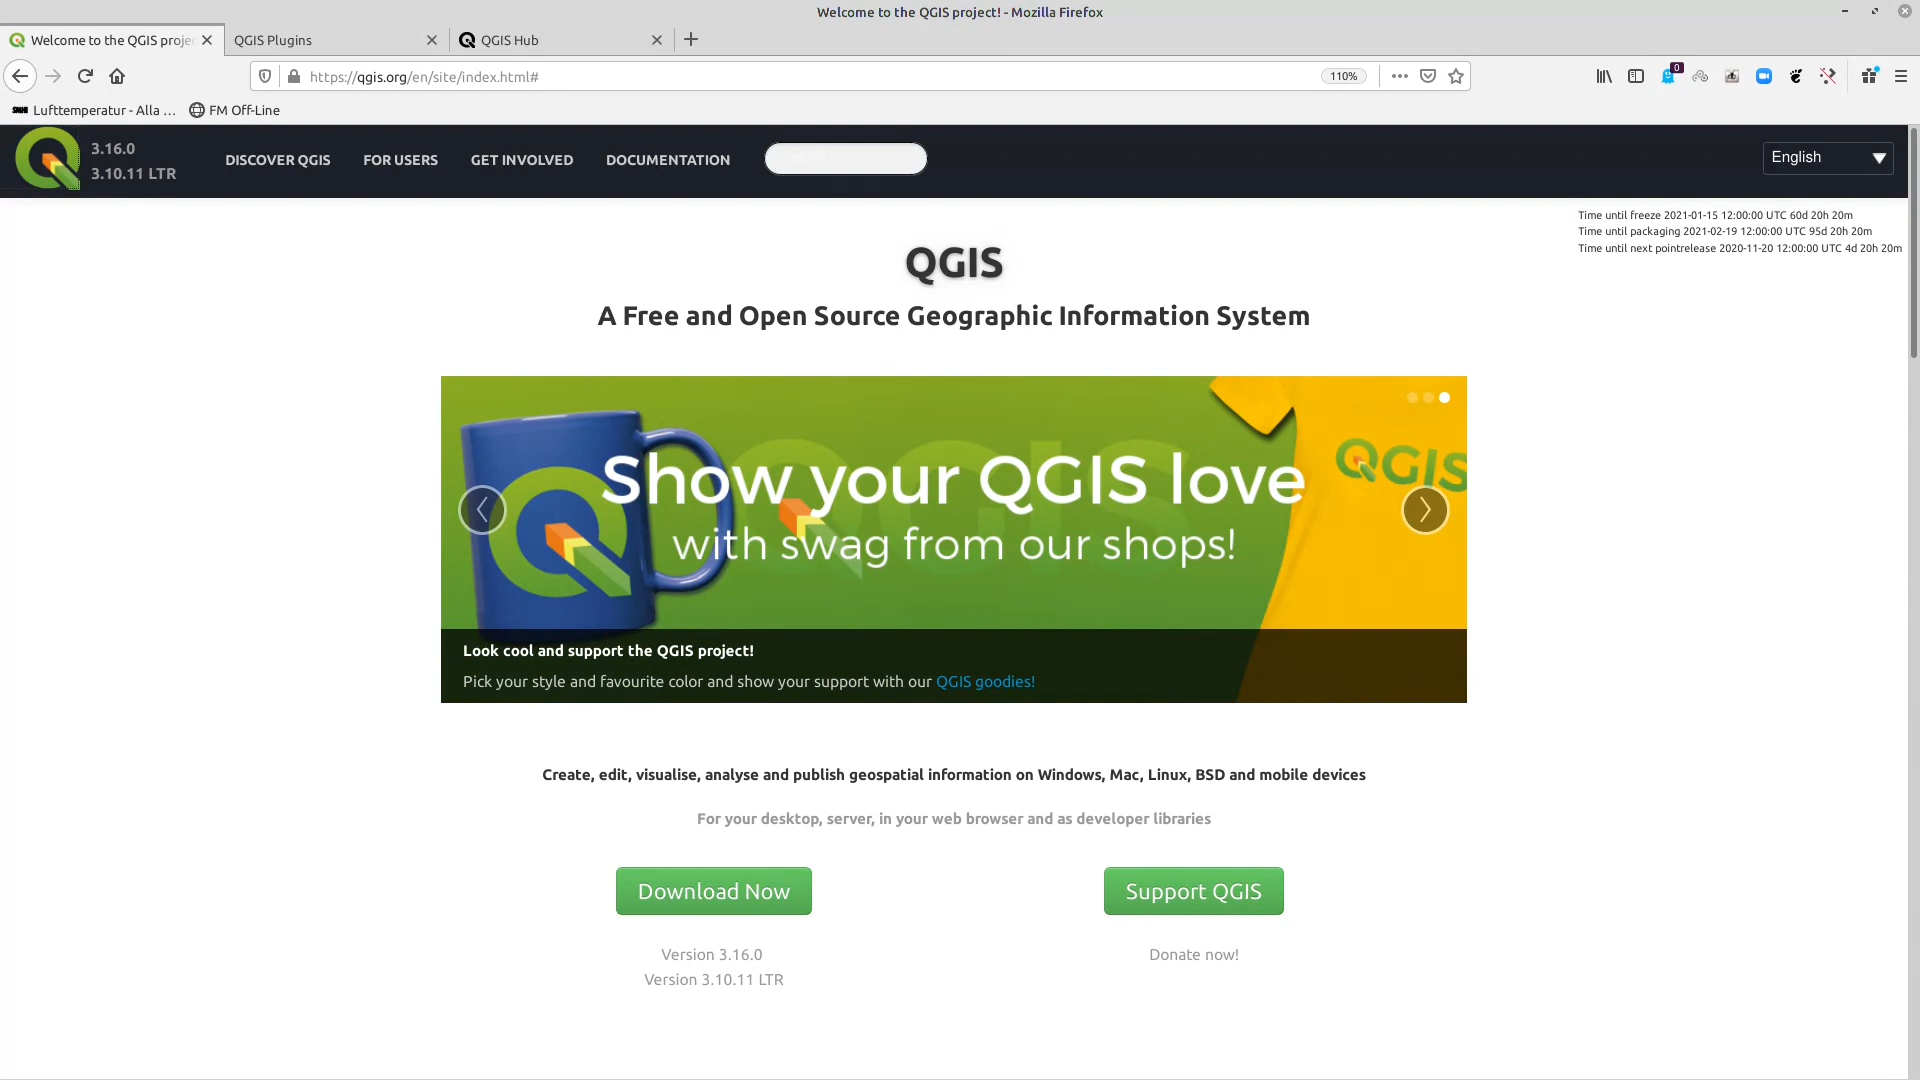 Welcome to the QGIS project! - Mozilla Firefox
Welcome to the QGIS projec
QGIS Plugins
QGIS Hub
https://qgis.org/en/site/index.html#
110%
0
Lufttemperatur - Alla …
FM Off-Line
3.16.0
3.10.11 LTR
DISCOVER QGIS
FOR USERS
GET INVOLVED
DOCUMENTATION
English
Time until freeze 2021-01-15 12:00:00 UTC 60d 20h 20m
Time until packaging 2021-02-19 12:00:00 UTC 95d 20h 20m
Time until next pointrelease 2020-11-20 12:00:00 UTC 4d 20h 20m
QGIS
A Free and Open Source Geographic Information System
Show your QGIS love
with swag from our shops!
QGIS
Look cool and support the QGIS project!
Pick your style and favourite color and show your support with our QGIS goodies!
Create, edit, visualise, analyse and publish geospatial information on Windows, Mac, Linux, BSD and mobile devices
For your desktop, server, in your web browser and as developer libraries
Download Now
Support QGIS
Version 3.16.0
Version 3.10.11 LTR
Donate now!